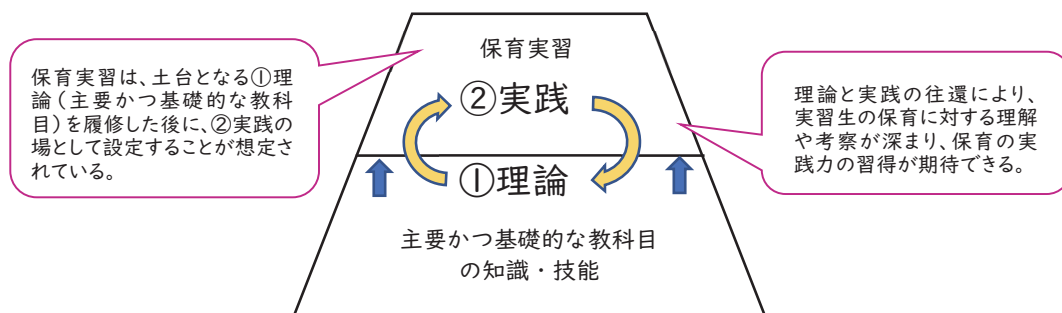 保育実習は、土台となる①理
論（主要かつ基礎的な教科
目）を履修した後に、②実践の
場として設定することが想定さ
れている。
保育実習
②実践
①理論
主要かつ基礎的な教科目
の知識・技能
理論と実践の往還により、
実習生の保育に対する理解
や考察が深まり、保育の実
践力の習得が期待できる。